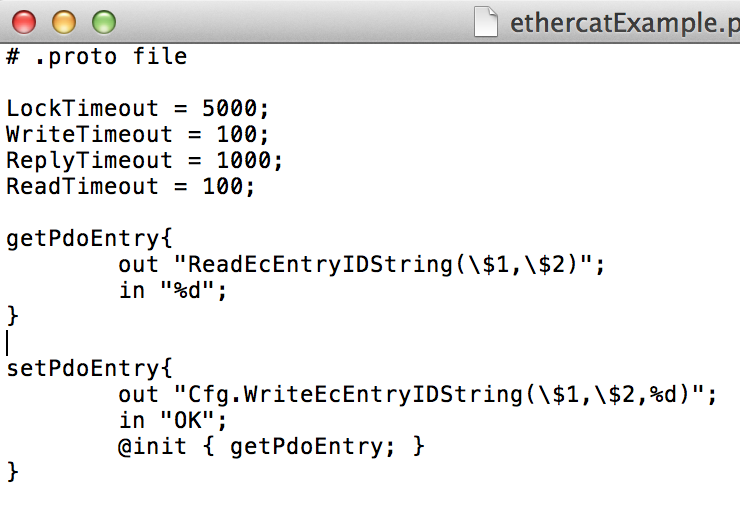 ethercatExample.p
# .proto file
LockTimeout = 5000;
WriteTimeout = 100;
ReplyTimeout = 1000;
ReadTimeout = 100;
getPdoEntry{
out "ReadEcEntryIDString(\$1,\$2)";
in "%d";
}
setPdoEntry{
out "Cfg.WriteEcEntryIDString(\$1,\$2,%d)";
in "OK";
@init { getPdoEntry; }
}